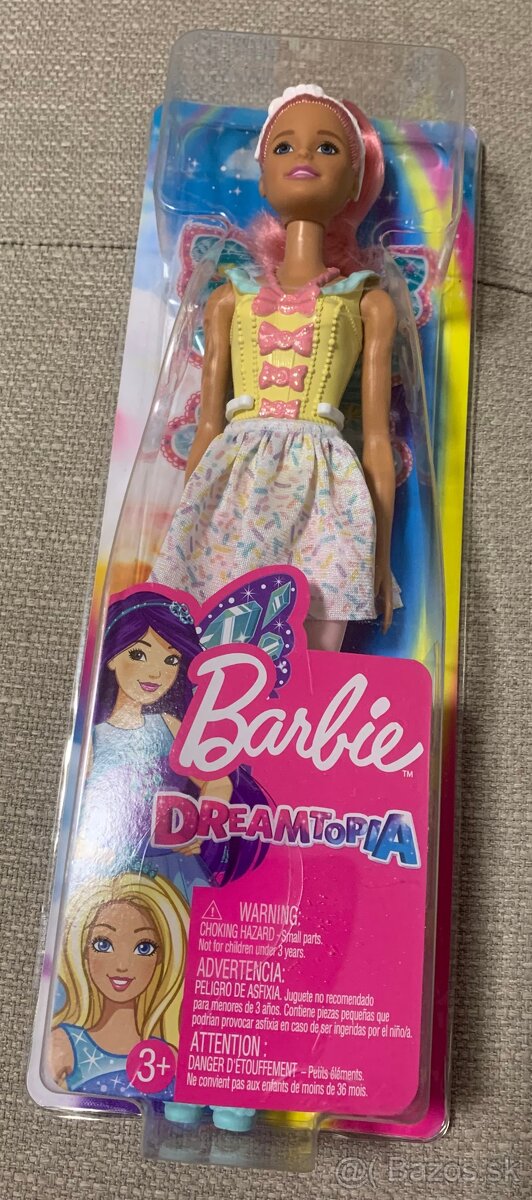 Barbie
TM
DREAMTOPIA
WARNING:
CHOKING HAZARD - Small parts.
Not for children under 3 years.
ADVERTENCIA:
PELIGRO DE ASFIXIA. Juguete no recomendado
para menores de 3 años. Contiene piezas pequeñas que
podrían provocar asfixia en caso de ser ingeridas por el niño/a.
ATTENTION :
DANGER D'ÉTOUFFEMENT – Petits éléments.
Ne convient pas aux enfants de moins de 36 mois.
3+
Bazos.sk